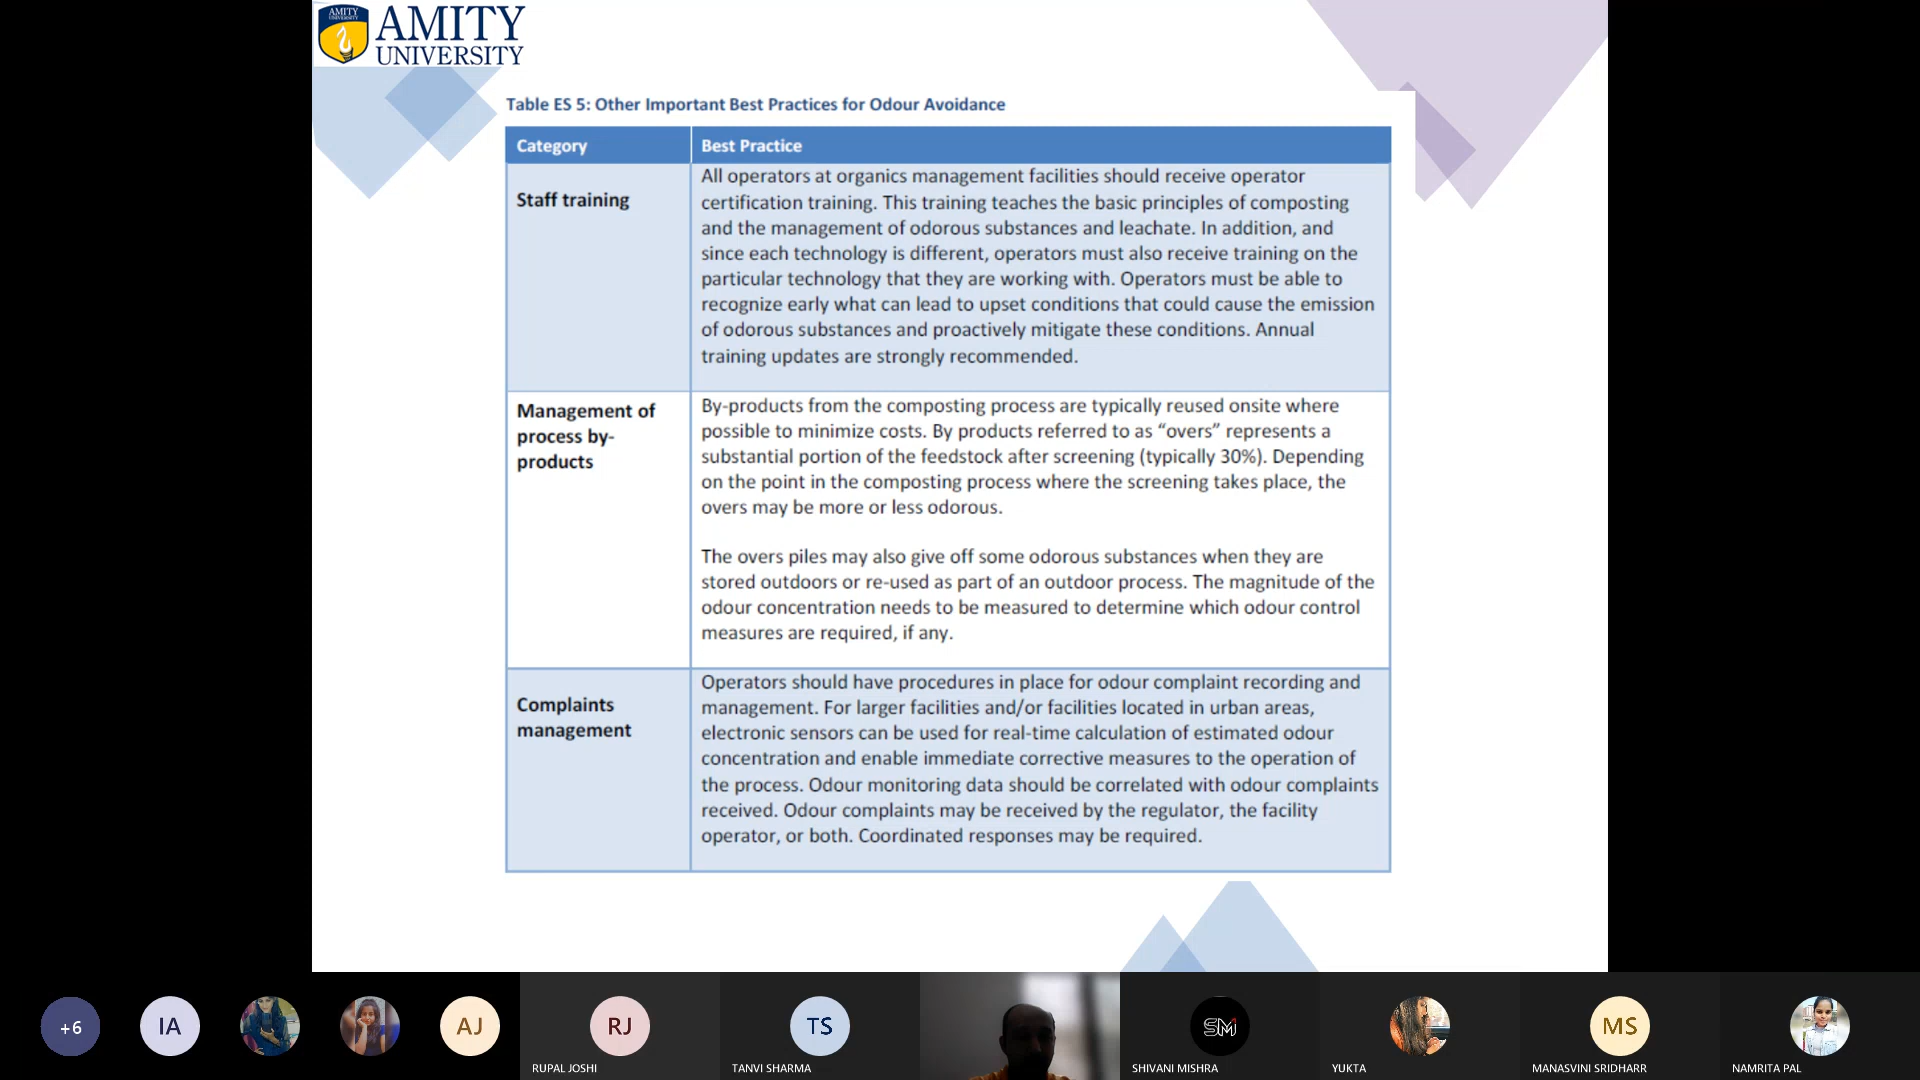 AMITY
UNIVERSITY
AMITY
UNIVERSITY
Table ES 5: Other Important Best Practices for Odour Avoidance
Category
Best Practice
Staff training
All operators at organics management facilities should receive operator
certification training. This training teaches the basic principles of composting
and the management of odorous substances and leachate. In addition, and
since each technology is different, operators must also receive training on the
particular technology that they are working with. Operators must be able to
recognize early what can lead to upset conditions that could cause the emission
of odorous substances and proactively mitigate these conditions. Annual
training updates are strongly recommended.
Management of
process by-
products
By-products from the composting process are typically reused onsite where
possible to minimize costs. By products referred to as “overs” represents a
substantial portion of the feedstock after screening (typically 30%). Depending
on the point in the composting process where the screening takes place, the
overs may be more or less odorous.
The overs piles may also give off some odorous substances when they are
stored outdoors or re-used as part of an outdoor process. The magnitude of the
odour concentration needs to be measured to determine which odour control
measures are required, if any.
Complaints
management
Operators should have procedures in place for odour complaint recording and
management. For larger facilities and/or facilities located in urban areas,
electronic sensors can be used for real-time calculation of estimated odour
concentration and enable immediate corrective measures to the operation of
the process. Odour monitoring data should be correlated with odour complaints
received. Odour complaints may be received by the regulator, the facility
operator, or both. Coordinated responses may be required.
+6
IA
AJ
RJ
TS
SM
MS
RUPAL JOSHI
TANVI SHARMA
SHIVANI MISHRA
YUKTA
MANASVINI SRIDHARR
NAMRITA PAL